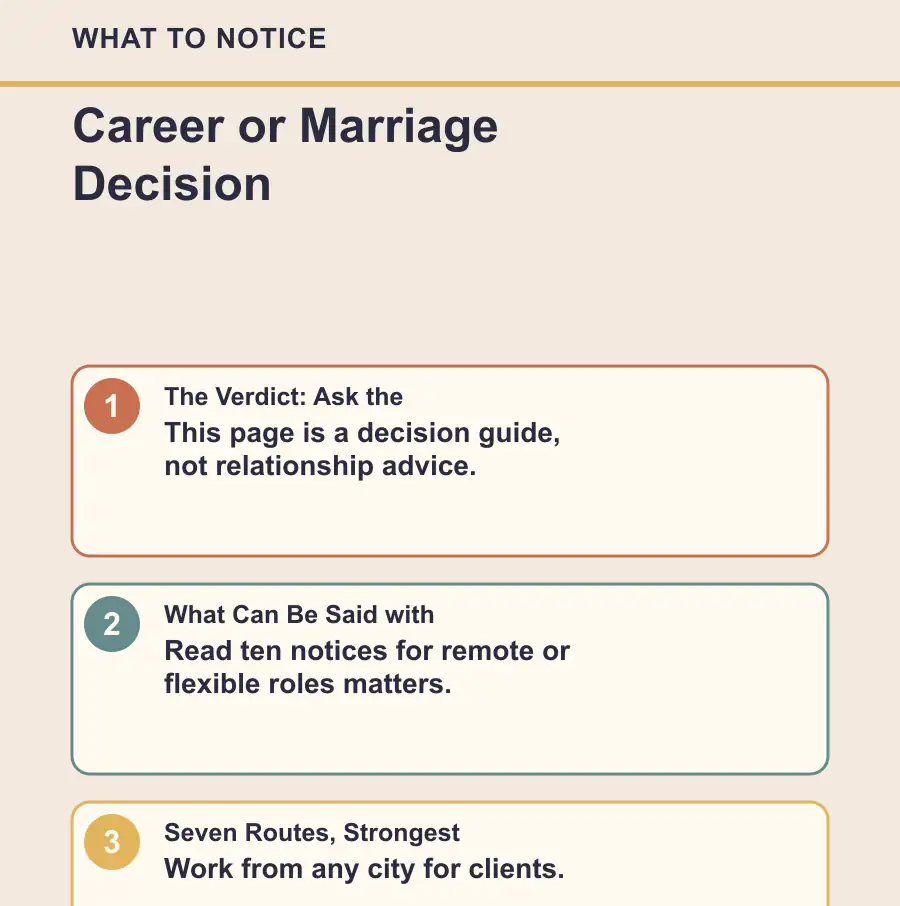 WHAT TO NOTICE
Career or Marriage
Decision
1
The Verdict: Ask the
This page is a decision guide,
not relationship advice.
2
What Can Be Said with
Read ten notices for remote or
flexible roles matters.
3
Seven Routes, Strongest
Work from any city for clients.